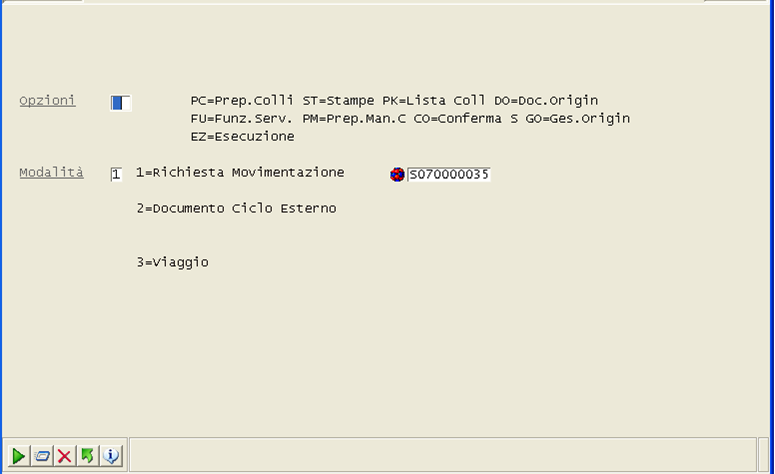 Opzioni PC=Prep.Colli ST=Stampe PK=Lista Coll DO=Doc.Origin
FU=Funz.Serv. PM=Prep.Man.C CO=Conferma S GO=Ges.Origin
EZ=Esecuzione
Modalità 1 1=Richiesta Movimentazione S070000035
2=Documento Ciclo Esterno
3=Viaggio